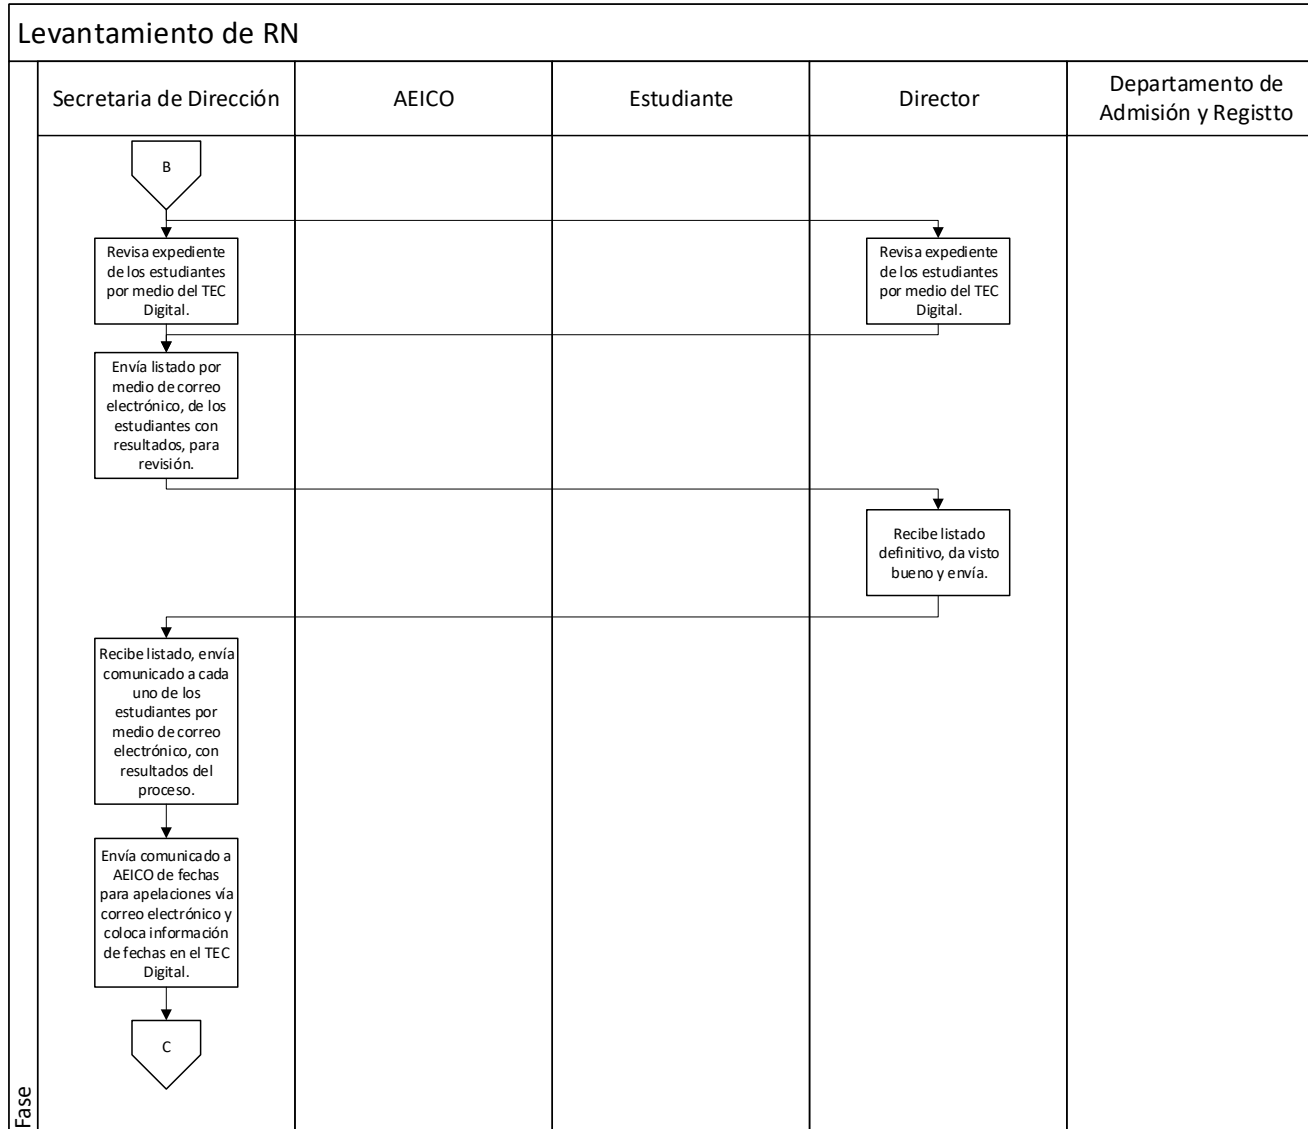 Levantamiento de RN
Secretaria de Dirección
AEICO
Estudiante
Director
Departamento de
Admisión y Registto
B
Revisa expediente
de los estudiantes
por medio del TEC
Digital.
Revisa expediente
de los estudiantes
por medio del TEC
Digital.
Envía listado por
medio de correo
electrónico, de los
estudiantes con
resultados, para
revisión.
Recibe listado
definitivo, da visto
bueno y envía.
Recibe listado, envía
comunicado a cada
uno de los
estudiantes por
medio de correo
electrónico, con
resultados del
proceso.
Envía comunicado a
AEICO de fechas
para apelaciones vía
correo electrónico y
coloca información
de fechas en el TEC
Digital.
C
Fase